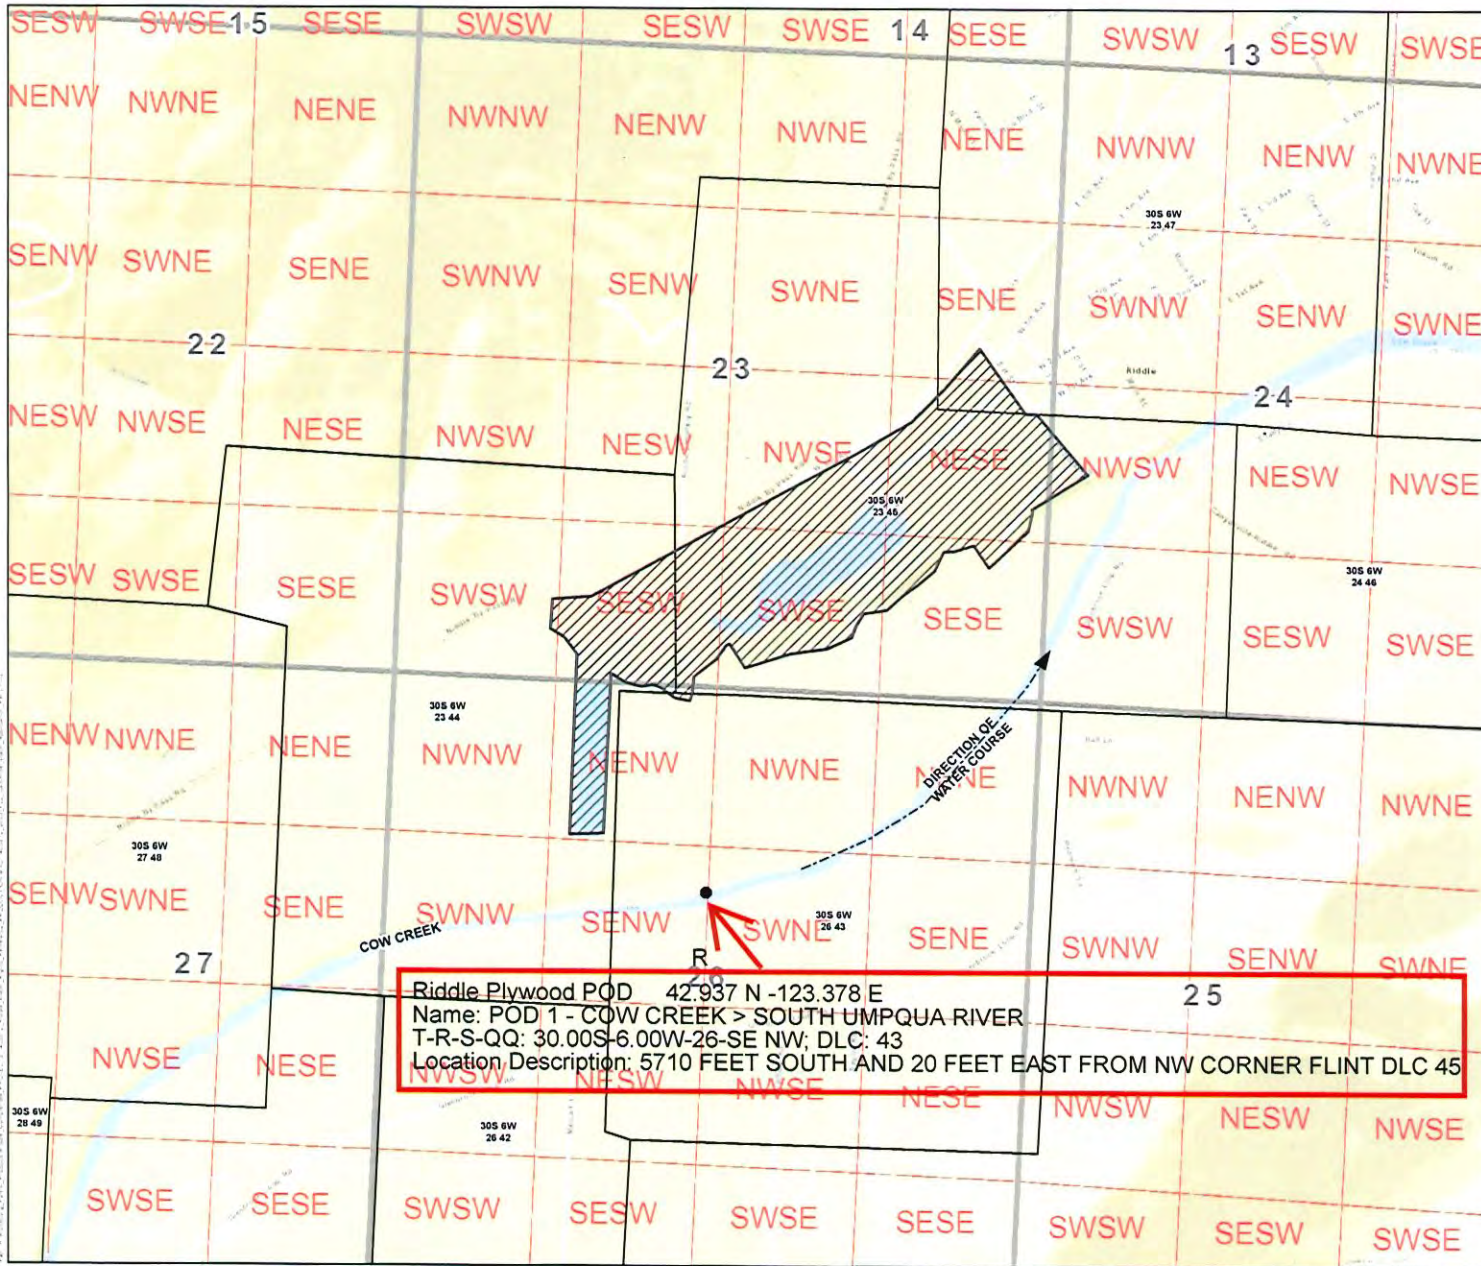 SESW SWSE 15 SESE SWSW SESW SWSE 14 SESE SWSW 13 SESW SWSE
NENW NWNE NENE NWNW NENW NWNE NENE NWNW NENW NWNE
30S 6W
23 47
SENW SWNE SENE SWNW SENW SWNE SENE SWNW SENW SWNE
22 23 Riddle 24
NESW NWSE NESE NWSW NESW NWSE NESE NWSW NESW NWSE
30S 6W
23 45
SESW SWSE SESE SWSW SESW SWSE SESE SWSW SESW SWSE
30S 6W
24 46
30S 6W
23 44
NENW NWNE NENE NWNW NENW NWNE NENE NWNW NENW NWNE
DIRECTION OF
WATER COURSE
30S 6W
27 48
SENW SWNE SENE SWNW SENW SWNE SENE SWNW SENW SWNE
30S 6W
26 43
COW CREEK
R
27 26 25
Riddle Plywood POD 42.937 N -123.378 E
Name: POD 1 - COW CREEK > SOUTH UMPQUA RIVER
T-R-S-QQ: 30.00S-6.00W-26-SE NW; DLC: 43
Location Description: 5710 FEET SOUTH AND 20 FEET EAST FROM NW CORNER FLINT DLC 45
NWSE NESE NWSW NESW NWSE NESE NWSW NESW NWSE
30S 6W
28 49
30S 6W
26 42
SWSE SESE SWSW SESW SWSE SESE SWSW SESW SWSE